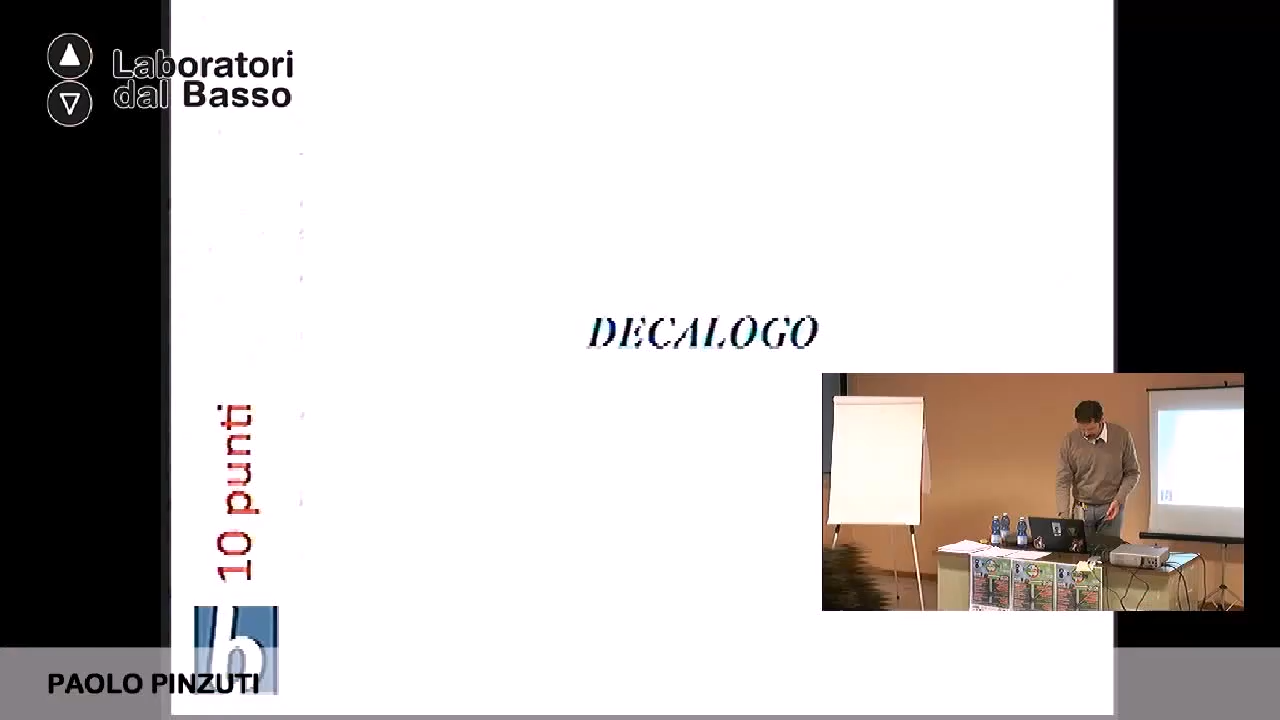 Laboratori
dal Basso
DECALOGO
10 punti
b
PAOLO PINZUTI